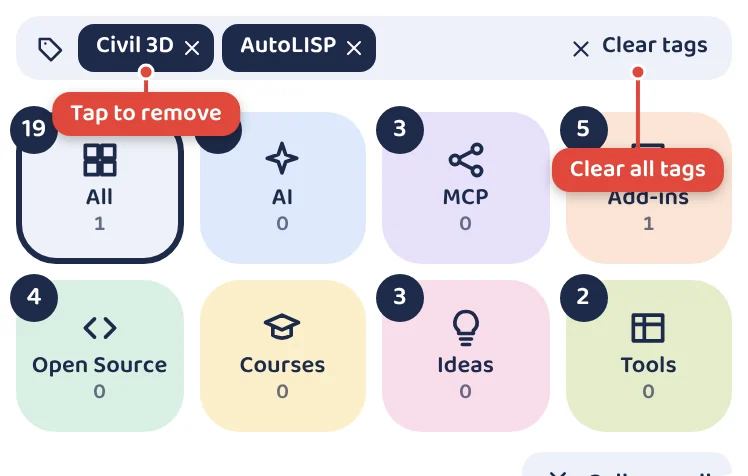 Civil 3D
AutoLISP
Clear tags
Tap to remove
19
3
5
Clear all tags
All
1
AI
0
MCP
0
Add-ins
1
4
3
2
Open Source
0
Courses
0
Ideas
0
Tools
0